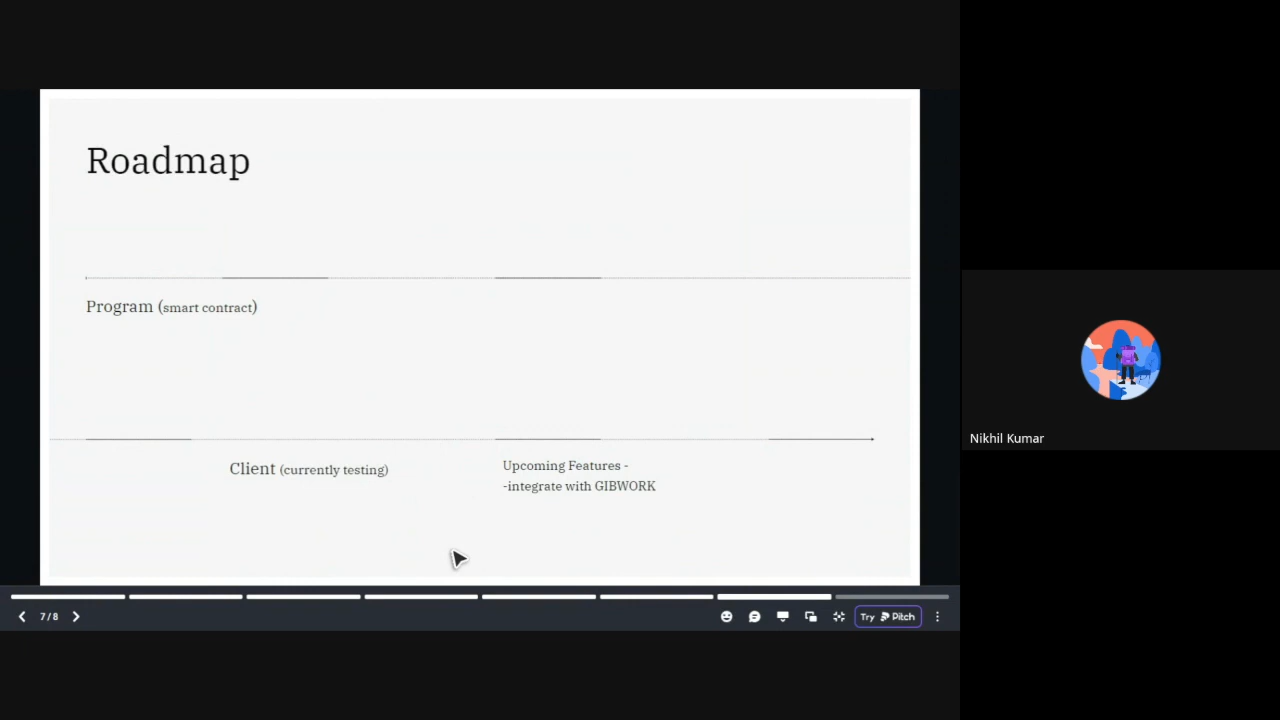 Roadmap
Program (smart contract)
Client (currently testing)
Upcoming Features -
-integrate with GIBWORK
Nikhil Kumar
7/8
Try Pitch